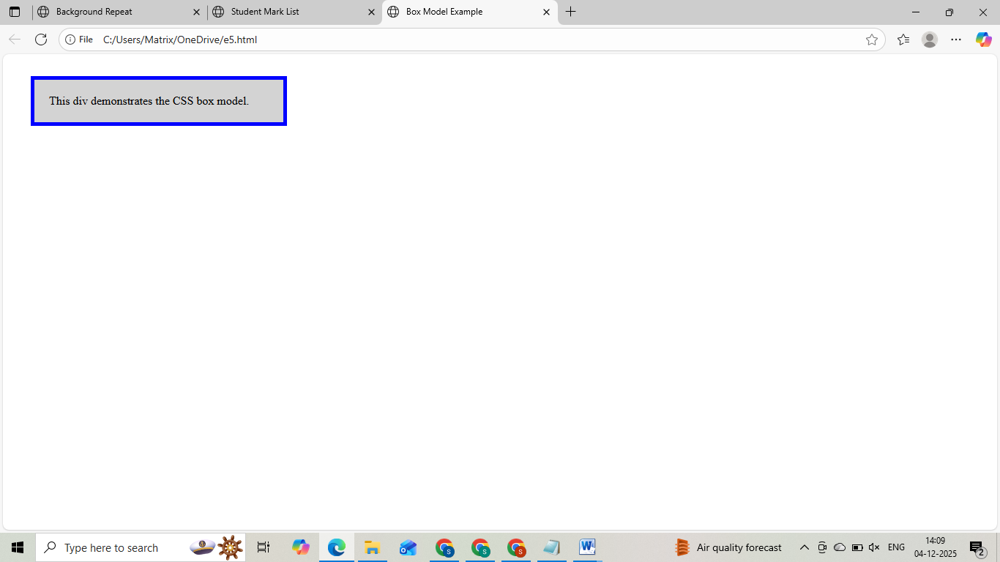 Background Repeat
Student Mark List
Box Model Example
File C:/Users/Matrix/OneDrive/e5.html
This div demonstrates the CSS box model.
Type here to search
S
S
S
Air quality forecast
ENG
14:09
04-12-2025
2